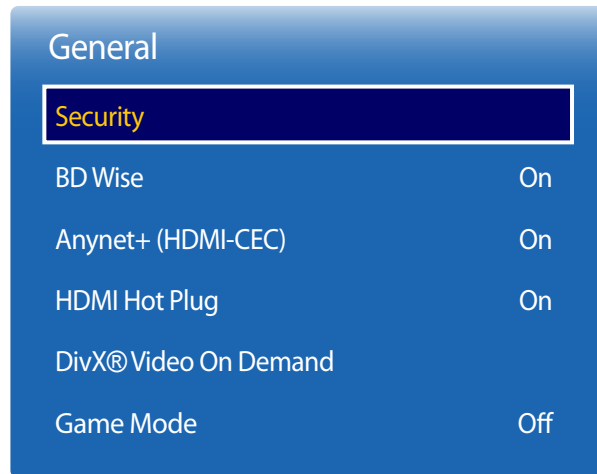 General
Security
BD Wise On
Anynet+ (HDMI-CEC) On
HDMI Hot Plug On
DivX® Video On Demand
Game Mode Off